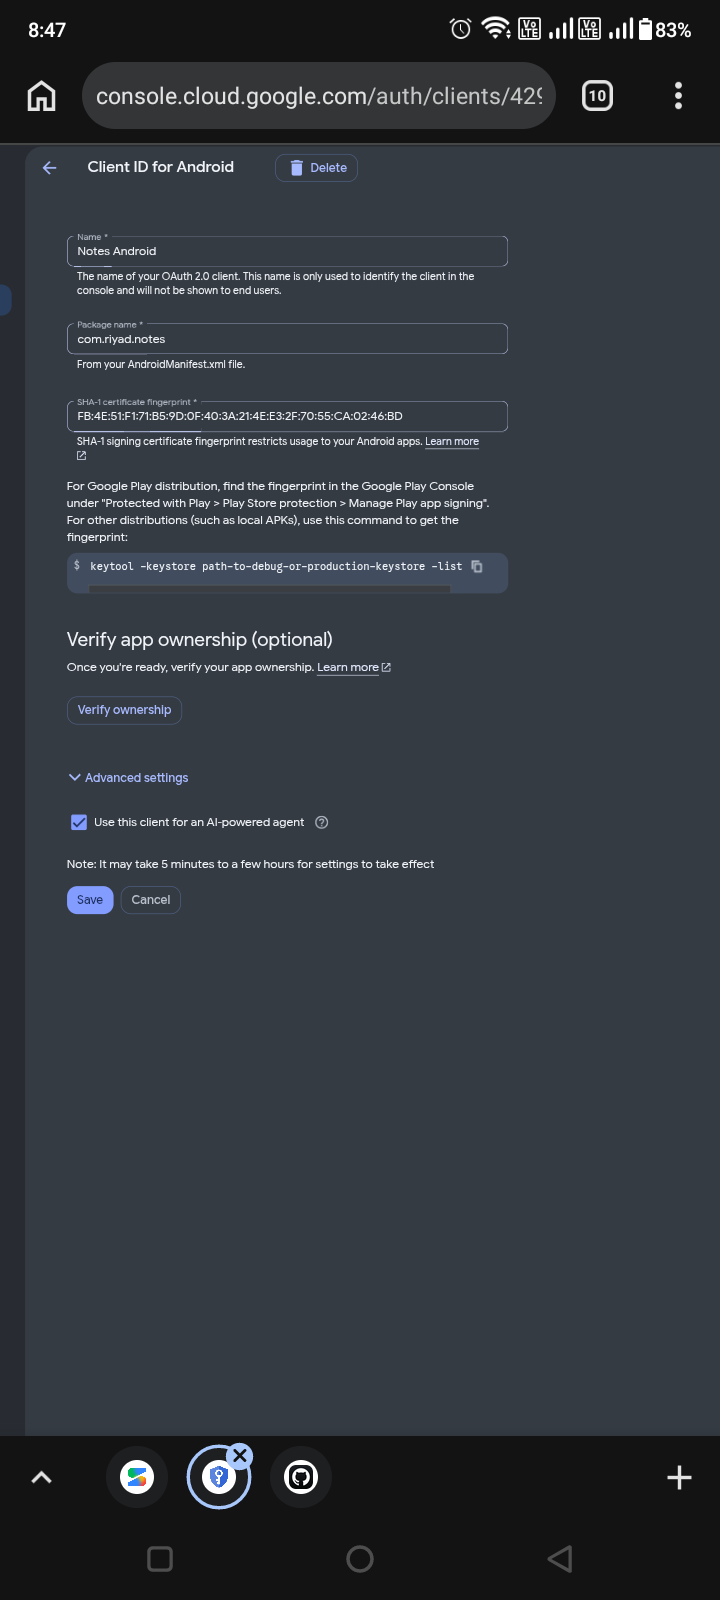 8:47
Vo LTE
Vo LTE
83%
console.cloud.google.com/auth/clients/429
10
Client ID for Android
Delete
Name *
Notes Android
The name of your OAuth 2.0 client. This name is only used to identify the client in the
console and will not be shown to end users.
Package name *
com.riyad.notes
From your AndroidManifest.xml file.
SHA-1 certificate fingerprint *
FB:4E:51:F1:71:B5:9D:0F:40:3A:21:4E:E3:2F:70:55:CA:02:46:BD
SHA-1 signing certificate fingerprint restricts usage to your Android apps. Learn more
For Google Play distribution, find the fingerprint in the Google Play Console
under "Protected with Play > Play Store protection > Manage Play app signing".
For other distributions (such as local APKs), use this command to get the
fingerprint:
$ keytool -keystore path-to-debug-or-production-keystore -list
Verify app ownership (optional)
Once you're ready, verify your app ownership. Learn more
Verify ownership
Advanced settings
Use this client for an AI-powered agent
Note: It may take 5 minutes to a few hours for settings to take effect
Save
Cancel